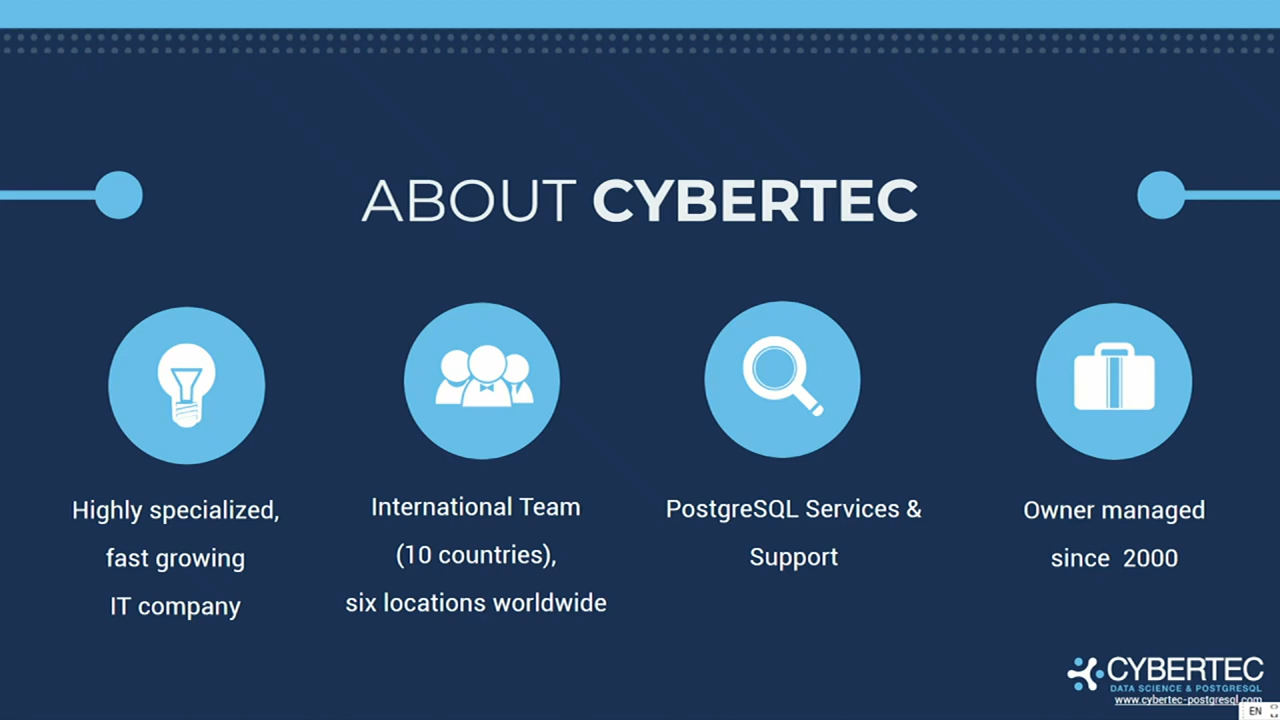 ABOUT CYBERTEC
Highly specialized,
fast growing
IT company
International Team
(10 countries),
six locations worldwide
PostgreSQL Services &
Support
Owner managed
since 2000
CYBERTEC
DATA SCIENCE & POSTGRESQL
www.cybertec-postgresql.com
EN